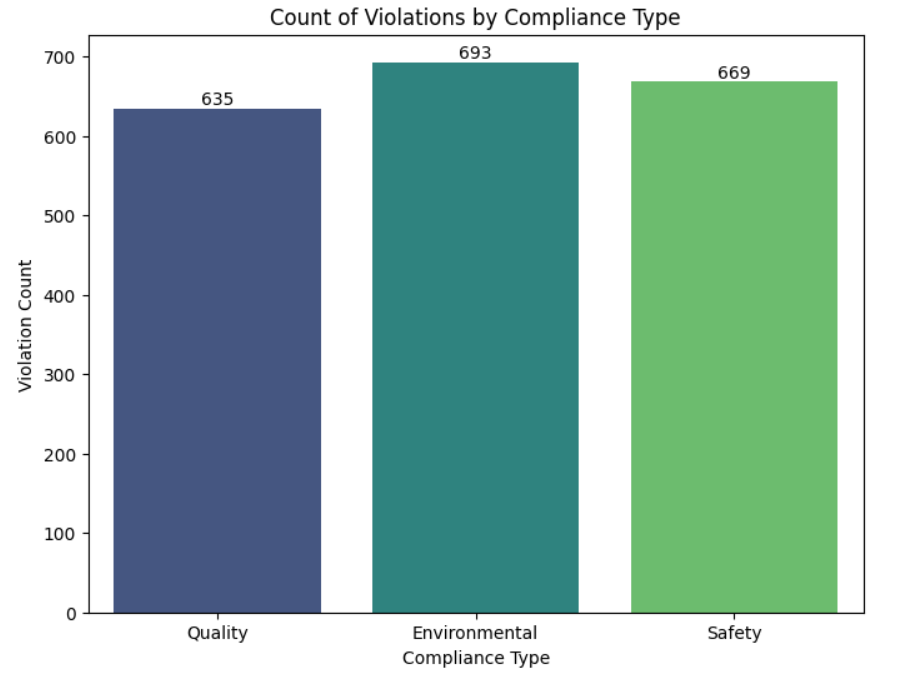 Count of Violations by Compliance Type
Violation Count
700
600
500
400
300
200
100
0
635
693
669
Quality
Environmental
Safety
Compliance Type